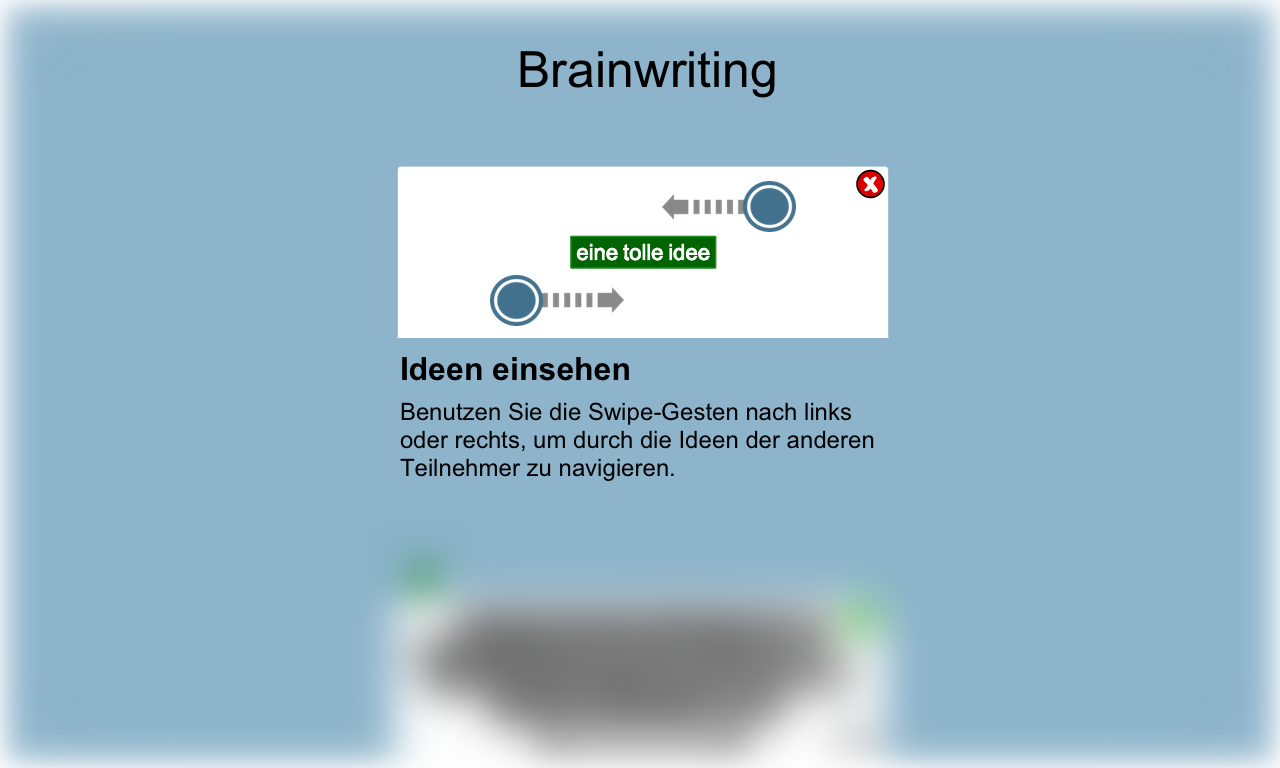 Brainwriting
eine tolle idee
Ideen einsehen
Benutzen Sie die Swipe-Gesten nach links
oder rechts, um durch die Ideen der anderen
Teilnehmer zu navigieren.